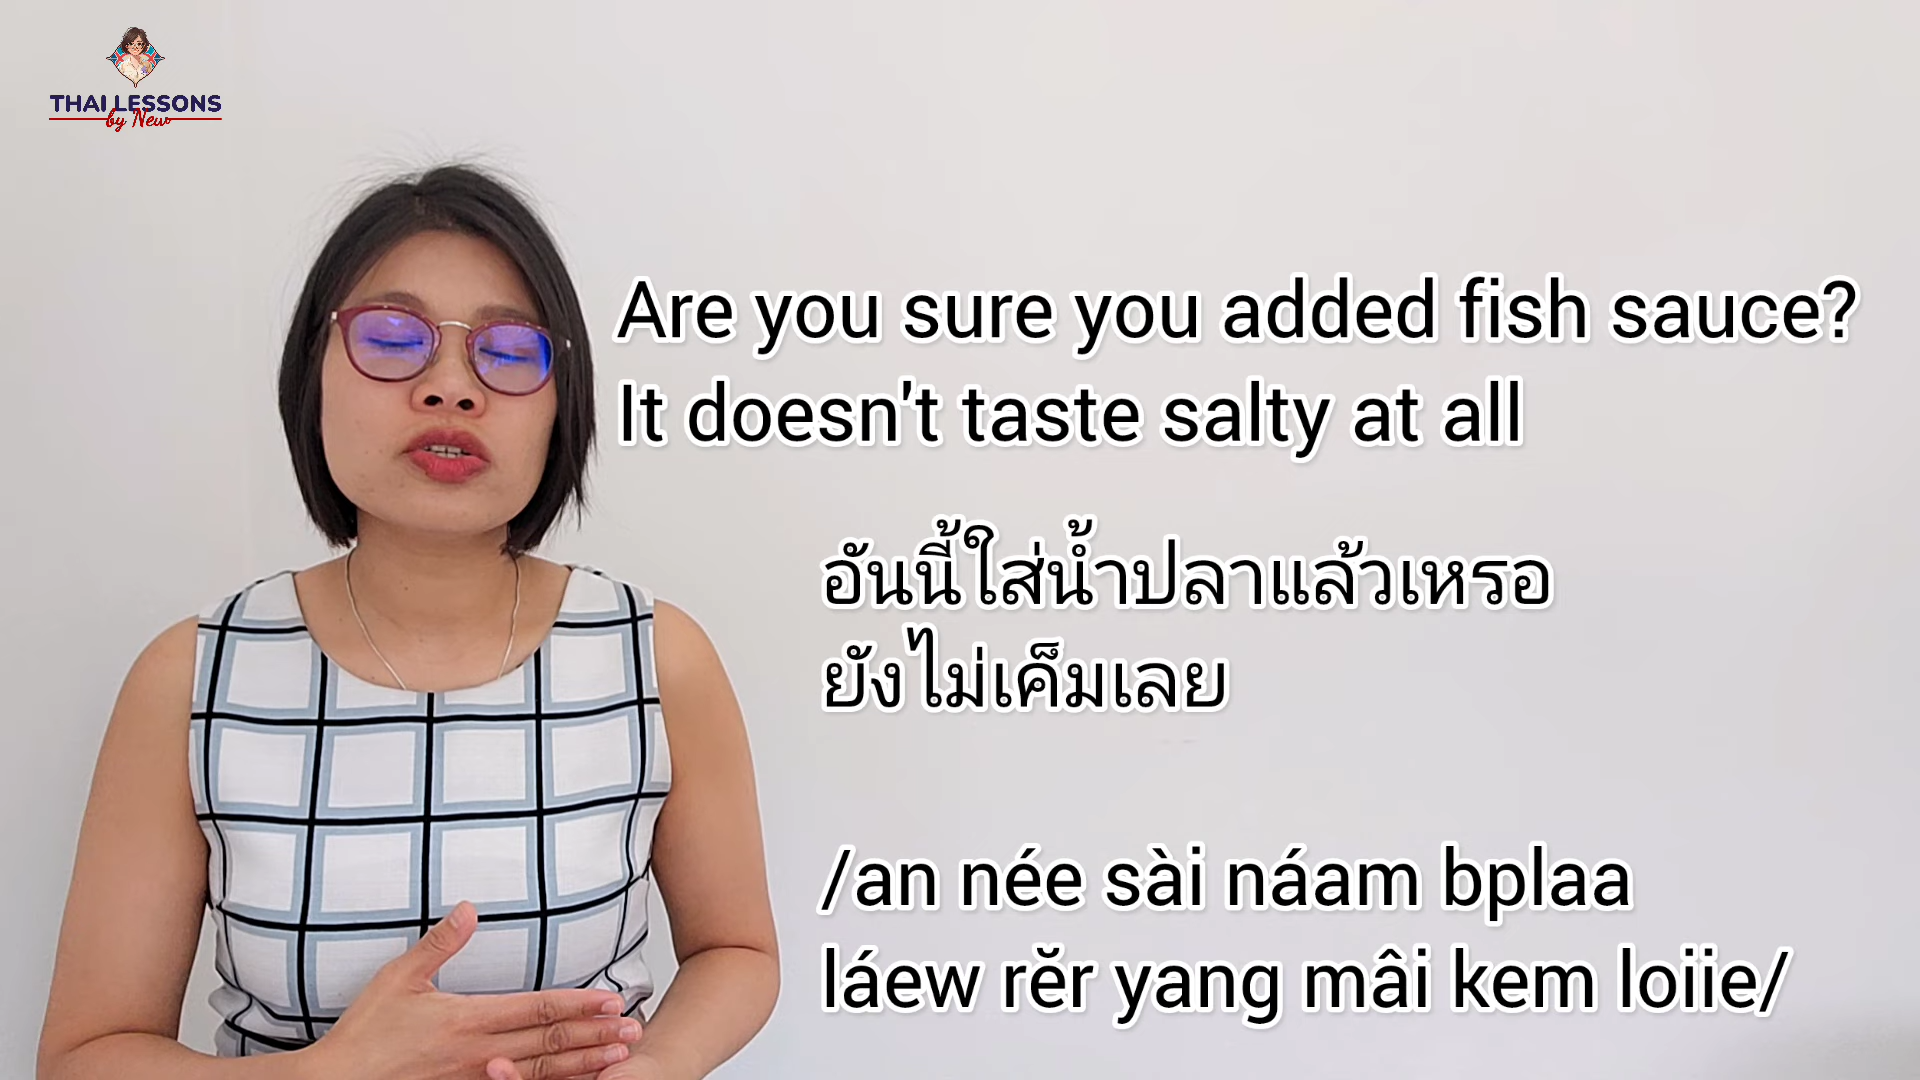 THAI LESSONS
by New
Are you sure you added fish sauce?
It doesn't taste salty at all
อันนี้ใส่น้ำปลาแล้วเหรอ
ยังไม่เค็มเลย
/an née sài náam bplaa
láew rĕr yang mâi kem loiie/